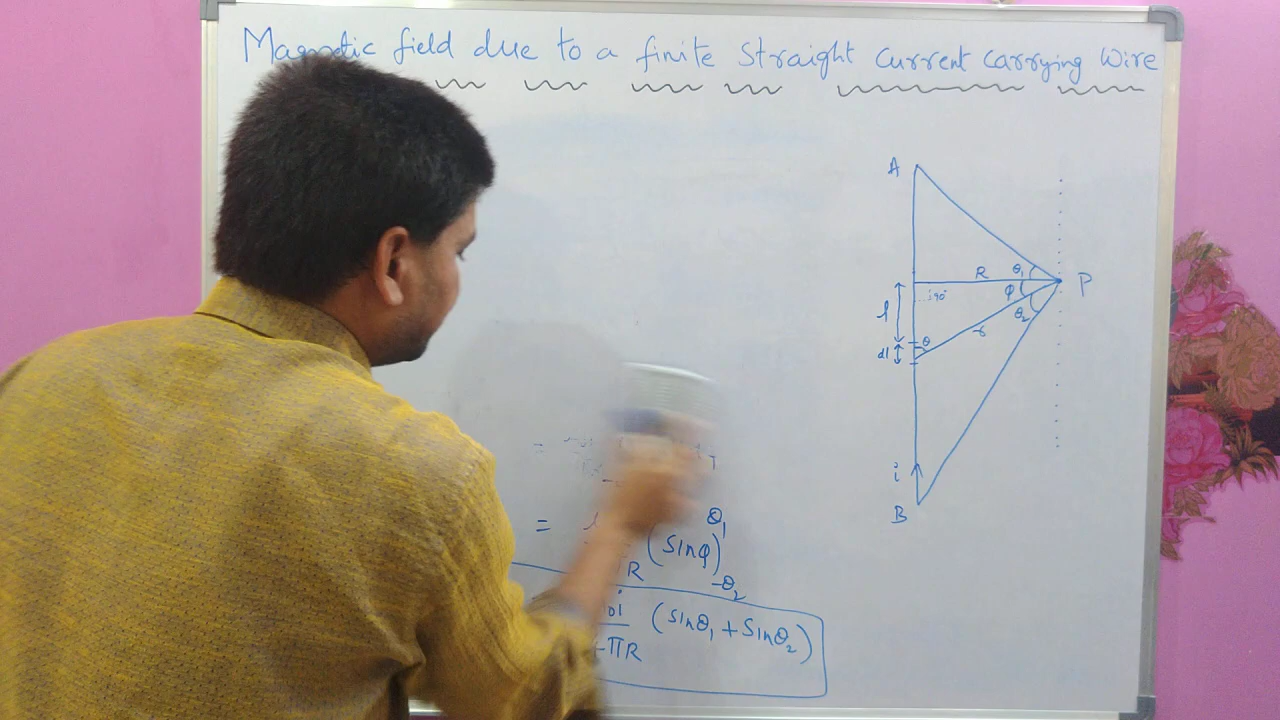 Magnetic field due to a finite straight current carrying wire
A
R θ₁ P
90° φ
l θ₂
θ r
dl
i
B
=
= (sinφ) θ₁
R -θ₂
(sinθ₁ + sinθ₂)
πR